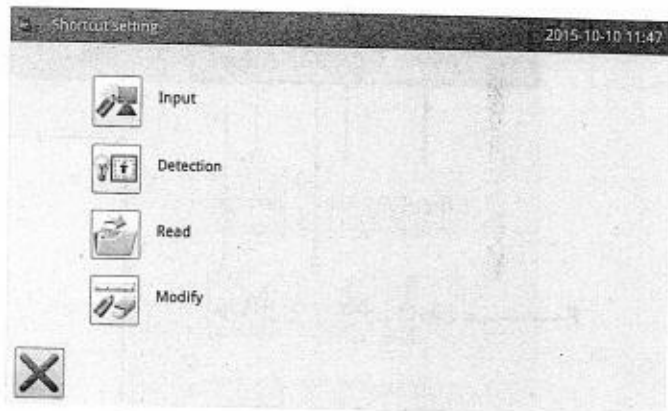 Shortcut setting
2015-10-10 11:47
Input
Detection
Read
Modify